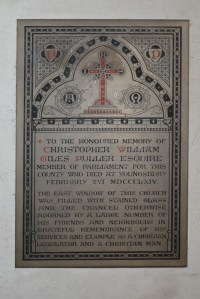 TO THE HONOURED MEMORY OF
CHRISTOPHER WILLIAM
GILES PULLER ESQUIRE
MEMBER OF PARLIAMENT FOR THIS
COUNTY WHO DIED AT YOUNGSBURY
FEBRUARY XVI MDCCCLXIV.
THE EAST WINDOW OF THIS CHURCH
WAS FILLED WITH STAINED GLASS
AND THE CHANCEL OTHERWISE
ADORNED BY A LARGE NUMBER OF
HIS FRIENDS AND NEIGHBOURS IN
GRATEFUL REMEMBRANCE OF HIS
SERVICES AND EXAMPLE AS A CHRISTIAN
LEGISLATOR AND A CHRISTIAN MAN